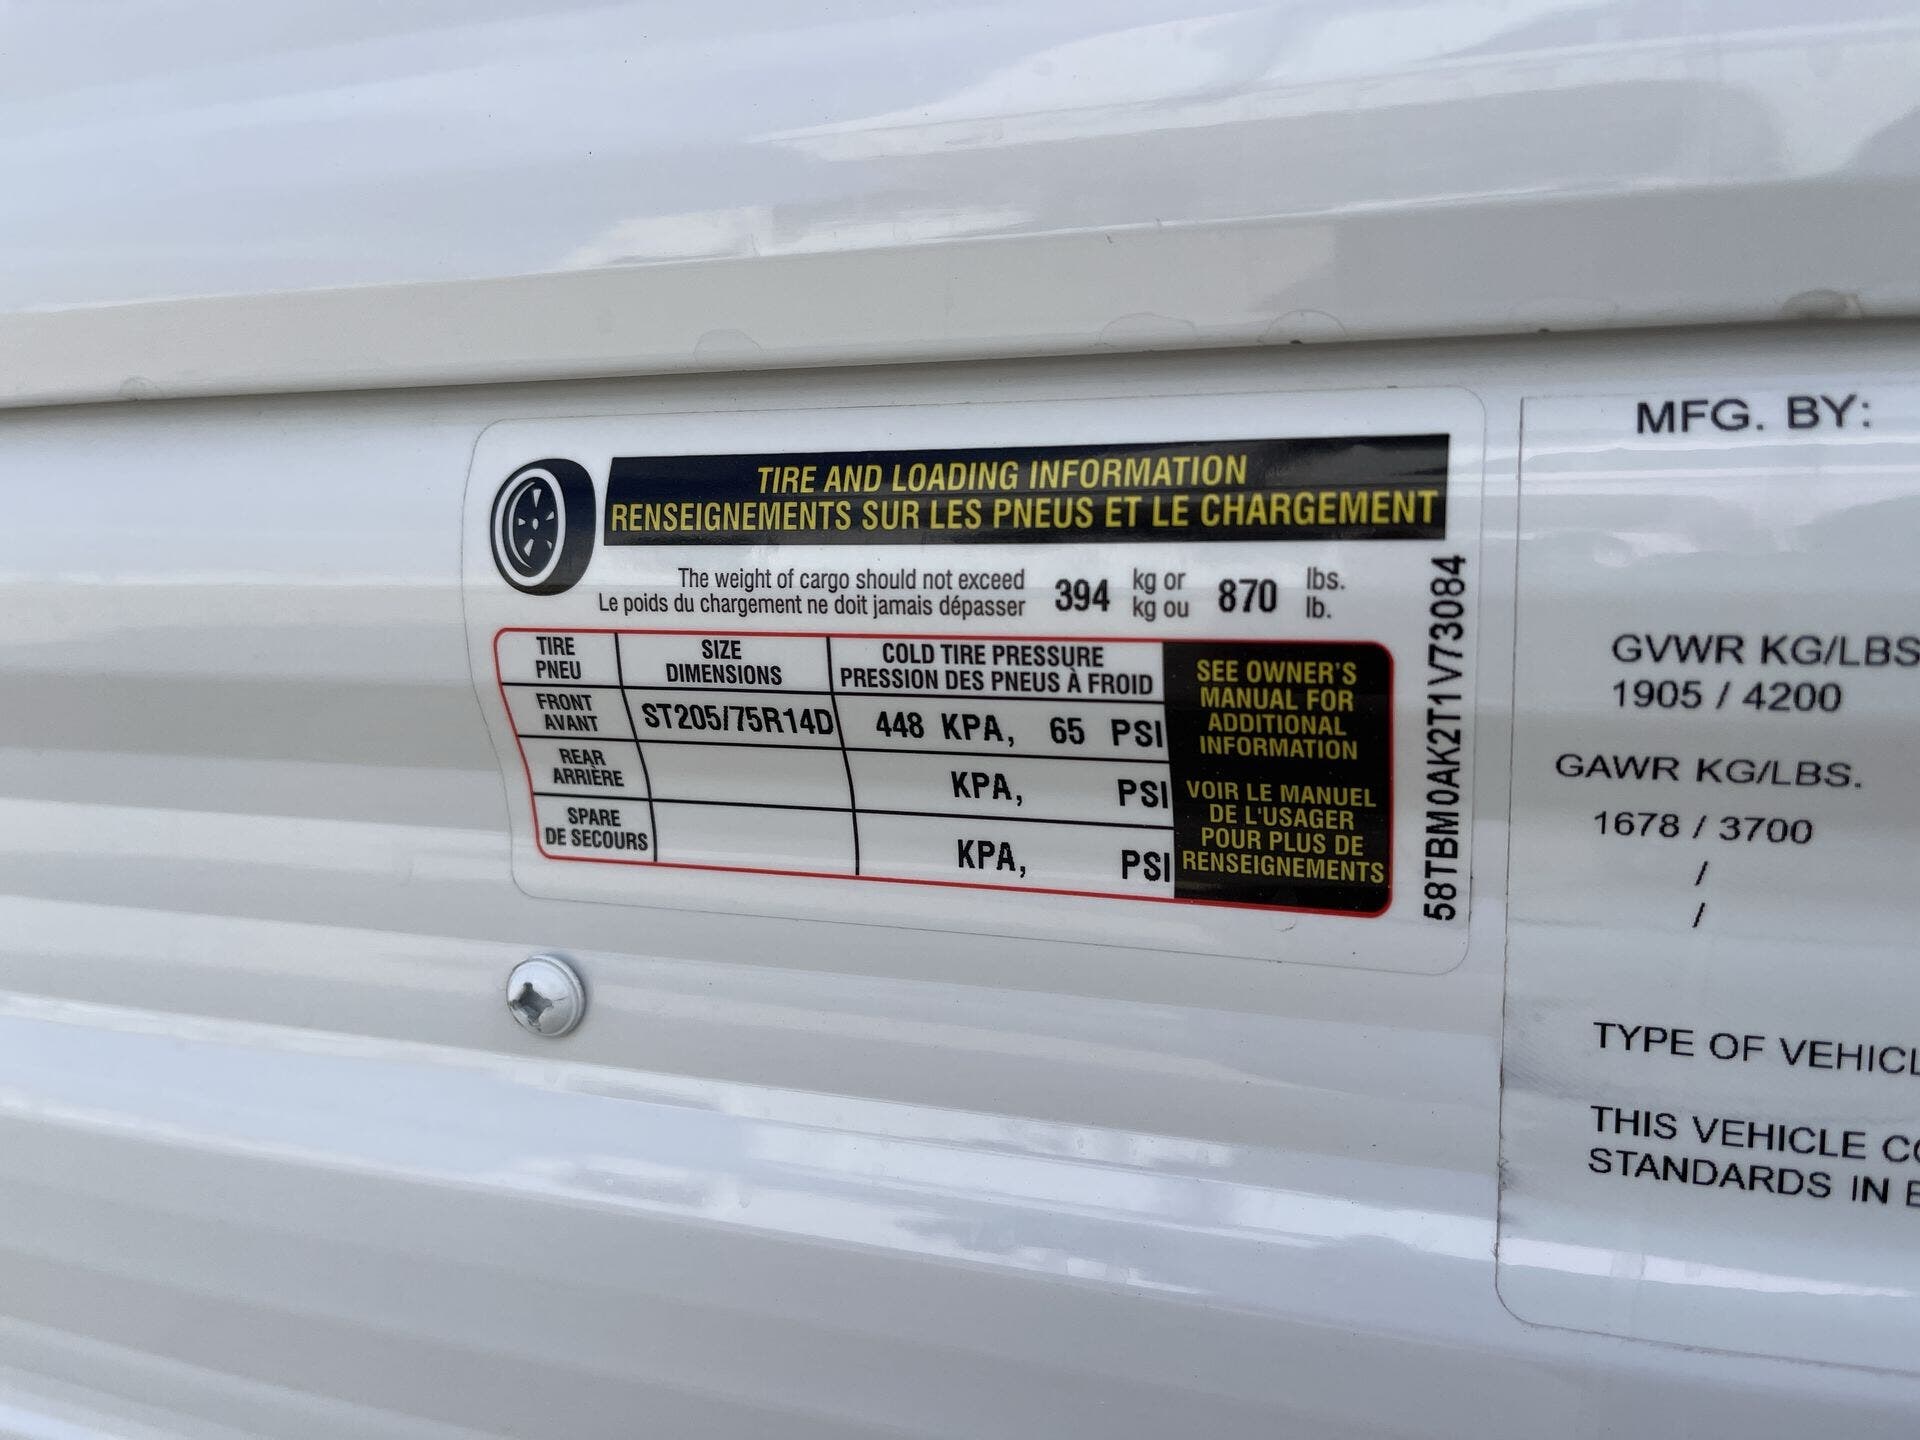 TIRE AND LOADING INFORMATION
RENSEIGNEMENTS SUR LES PNEUS ET LE CHARGEMENT
The weight of cargo should not exceed 394 kg or 870 lbs.
Le poids du chargement ne doit jamais dépasser kg ou lb.
TIRE SIZE COLD TIRE PRESSURE
PNEU DIMENSIONS PRESSION DES PNEUS À FROID
FRONT
AVANT ST205/75R14D 448 KPA, 65 PSI
REAR
ARRIÈRE KPA, PSI
SPARE
DE SECOURS KPA, PSI
SEE OWNER'S
MANUAL FOR
ADDITIONAL
INFORMATION
VOIR LE MANUEL
DE L'USAGER
POUR PLUS DE
RENSEIGNEMENTS
58TBM0AK2T1V73084
MFG. BY:
GVWR KG/LBS
1905 / 4200
GAWR KG/LBS.
1678 / 3700
/
/
TYPE OF VEHICL
THIS VEHICLE CO
STANDARDS IN E